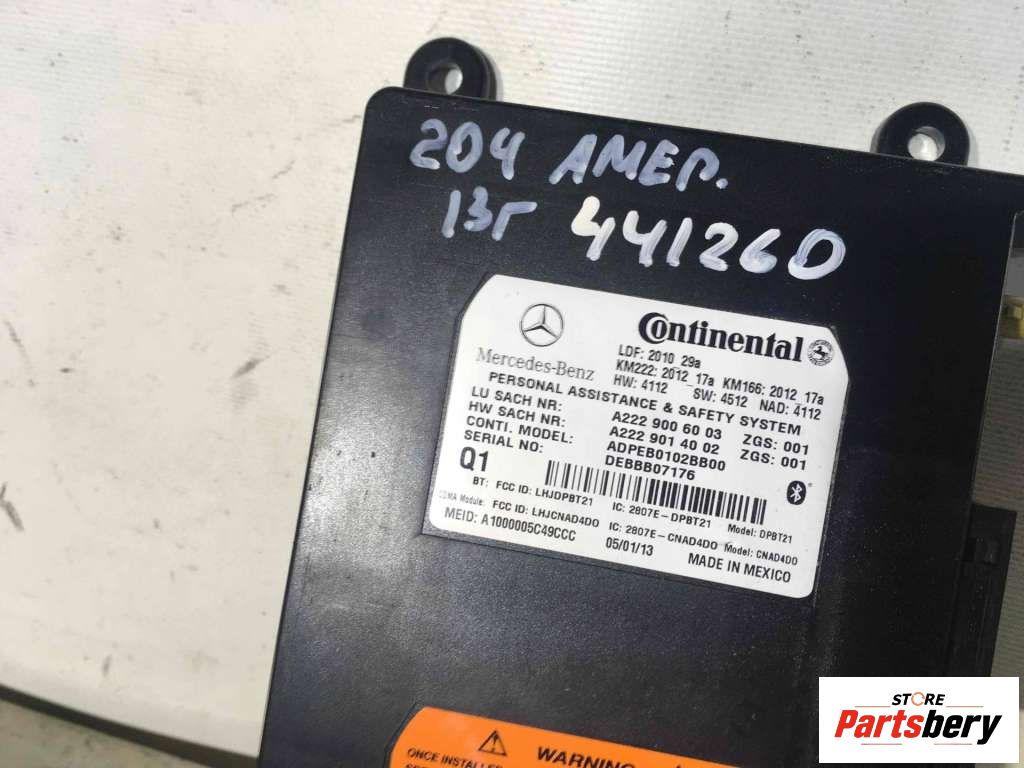 204 АМЕР.
13Г 441260
Continental
Mercedes-Benz
LDF: 2010_29a
KM222: 2012_17a KM166: 2012_17a
HW: 4112 SW: 4512 NAD: 4112
PERSONAL ASSISTANCE & SAFETY SYSTEM
LU SACH NR: A222 900 60 03 ZGS: 001
HW SACH NR: A222 901 40 02 ZGS: 001
CONTI. MODEL: ADPEB0102BB00
SERIAL NO: DEBBB07176
Q1
BT: FCC ID: LHJDPBT21 IC: 2807E-DPBT21 Model: DPBT21
CDMA Module: FCC ID: LHJCNAD4DO IC: 2807E-CNAD4DO Model: CNAD4DO
MEID: A1000005C49CCC 05/01/13 MADE IN MEXICO
WARNING
ONCE INSTALLED
STORE
Partsbery